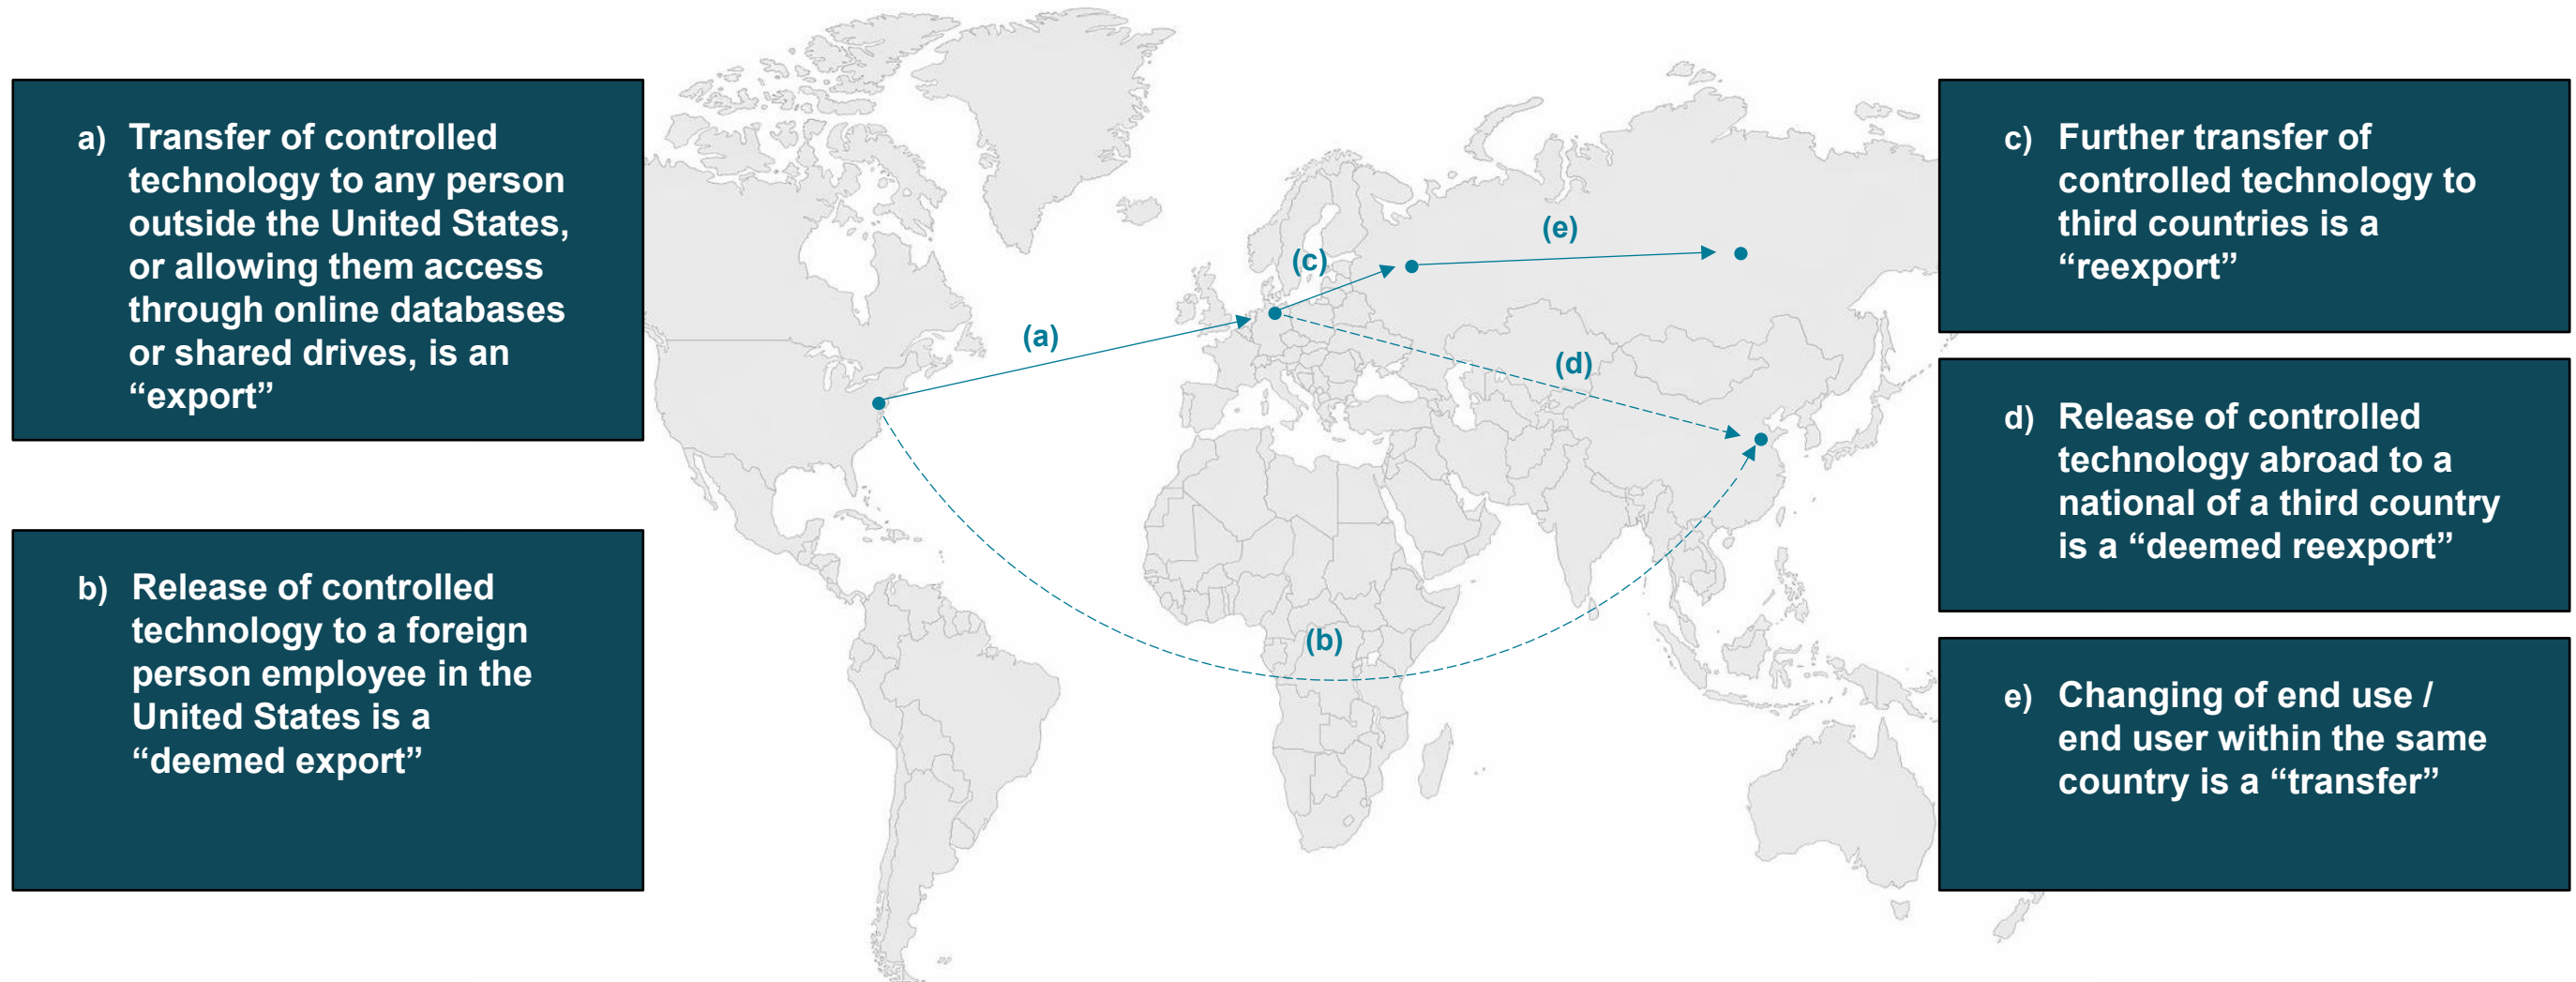 a) Transfer of controlled
technology to any person
outside the United States,
or allowing them access
through online databases
or shared drives, is an
“export”
b) Release of controlled
technology to a foreign
person employee in the
United States is a
“deemed export”
(a)
(b)
(c)
(d)
(e)
c) Further transfer of
controlled technology to
third countries is a
“reexport”
d) Release of controlled
technology abroad to a
national of a third country
is a “deemed reexport”
e) Changing of end use /
end user within the same
country is a “transfer”